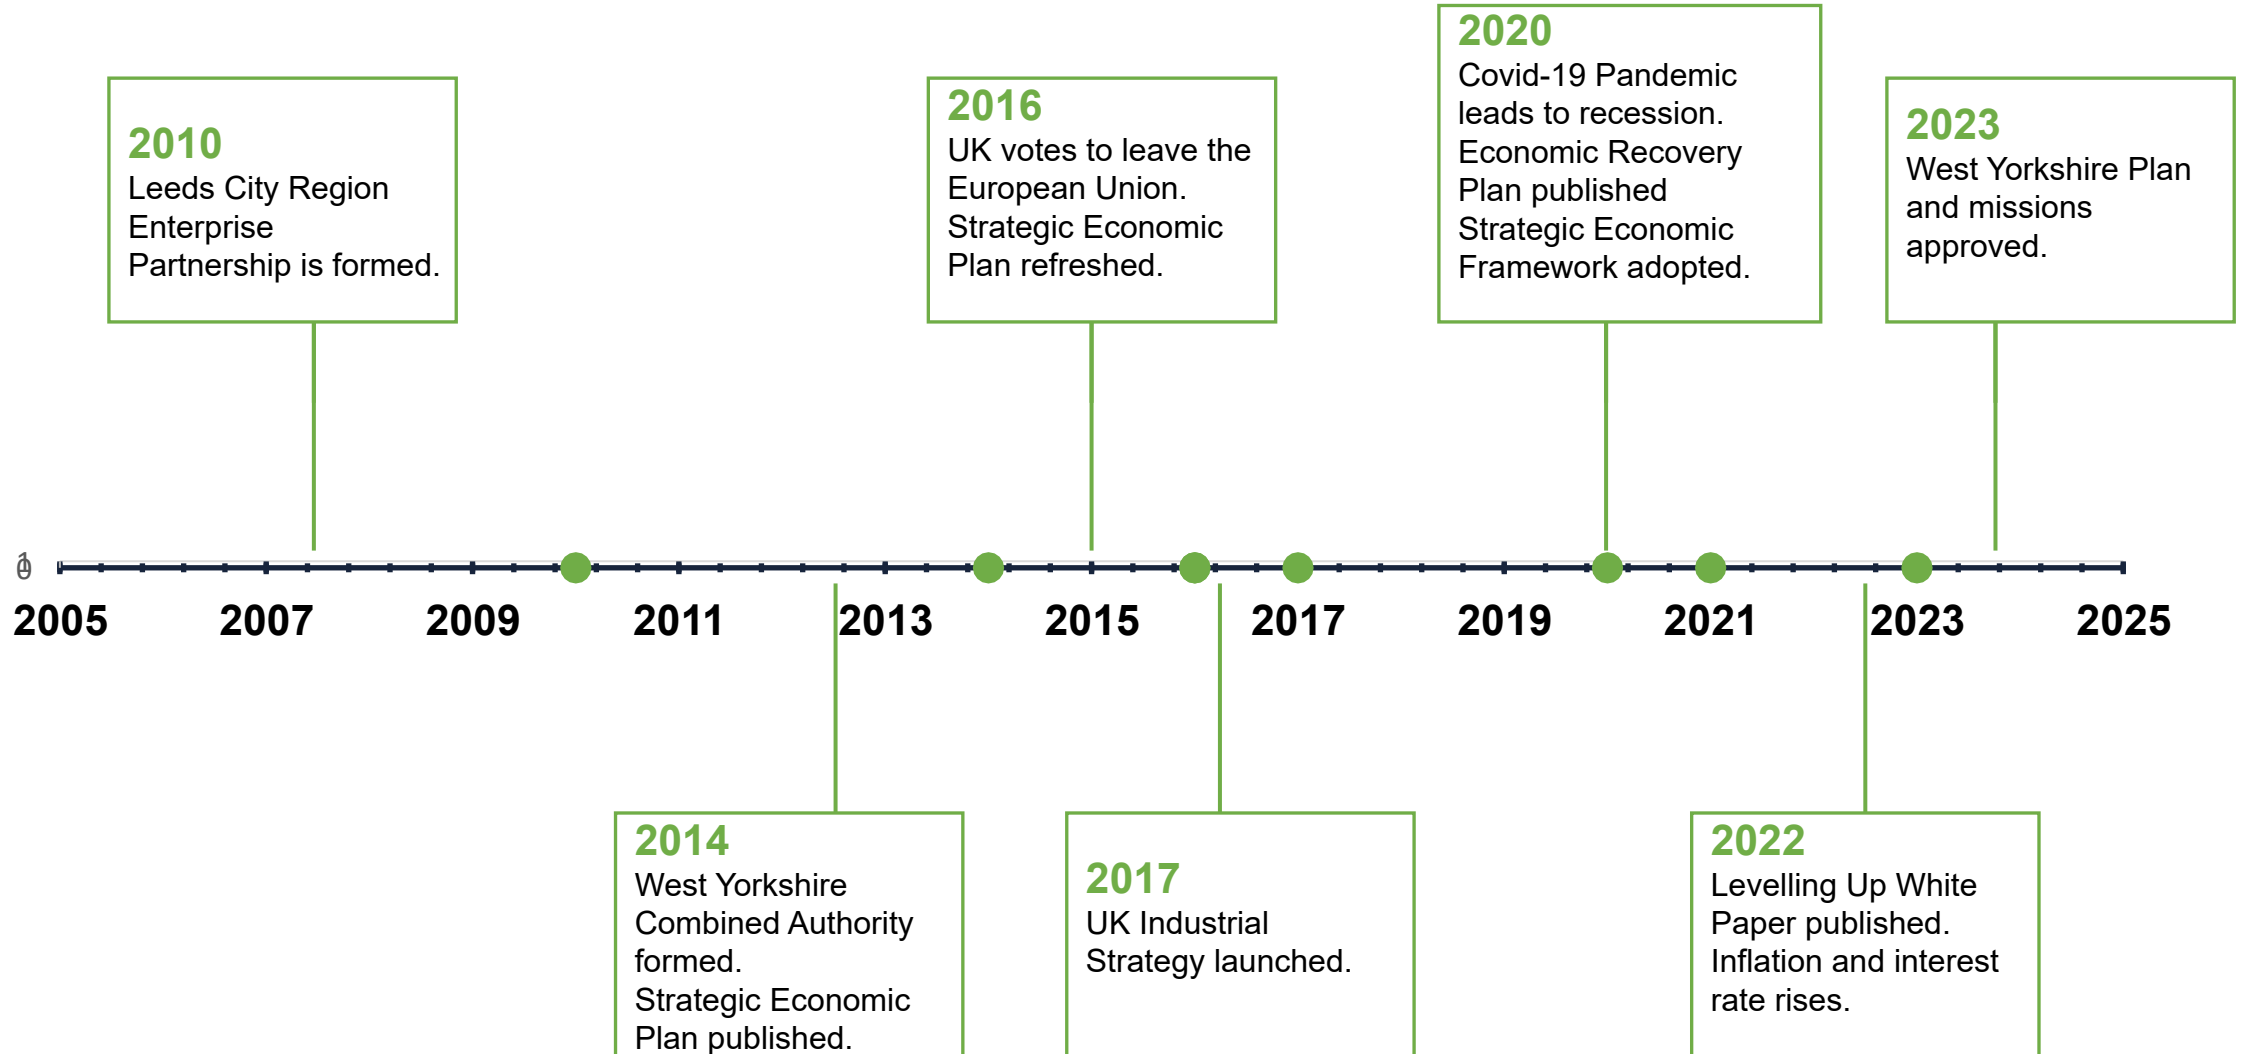 2010
Leeds City Region
Enterprise
Partnership is formed.
2016
UK votes to leave the
European Union.
Strategic Economic
Plan refreshed.
2020
Covid-19 Pandemic
leads to recession.
Economic Recovery
Plan published
Strategic Economic
Framework adopted.
2023
West Yorkshire Plan
and missions
approved.
1
0
2005 2007 2009 2011 2013 2015 2017 2019 2021 2023 2025
2014
West Yorkshire
Combined Authority
formed.
Strategic Economic
Plan published.
2017
UK Industrial
Strategy launched.
2022
Levelling Up White
Paper published.
Inflation and interest
rate rises.